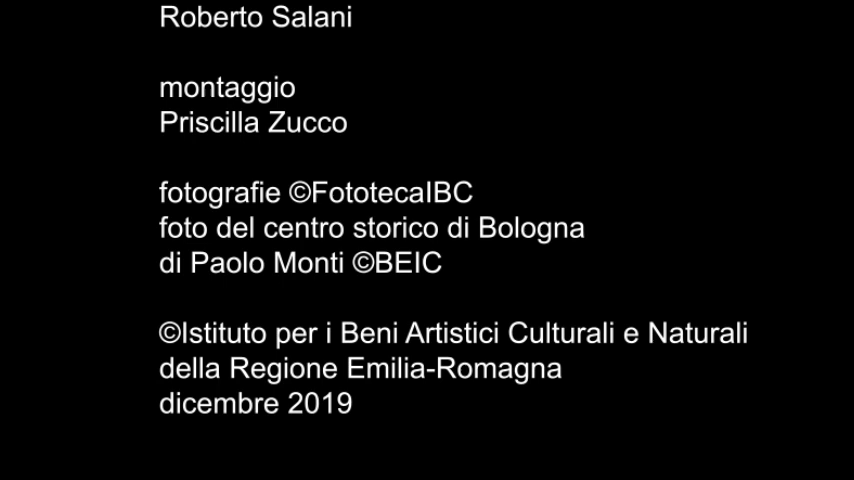 Roberto Salani
montaggio
Priscilla Zucco
fotografie ©FototecaIBC
foto del centro storico di Bologna
di Paolo Monti ©BEIC
©Istituto per i Beni Artistici Culturali e Naturali
della Regione Emilia-Romagna
dicembre 2019